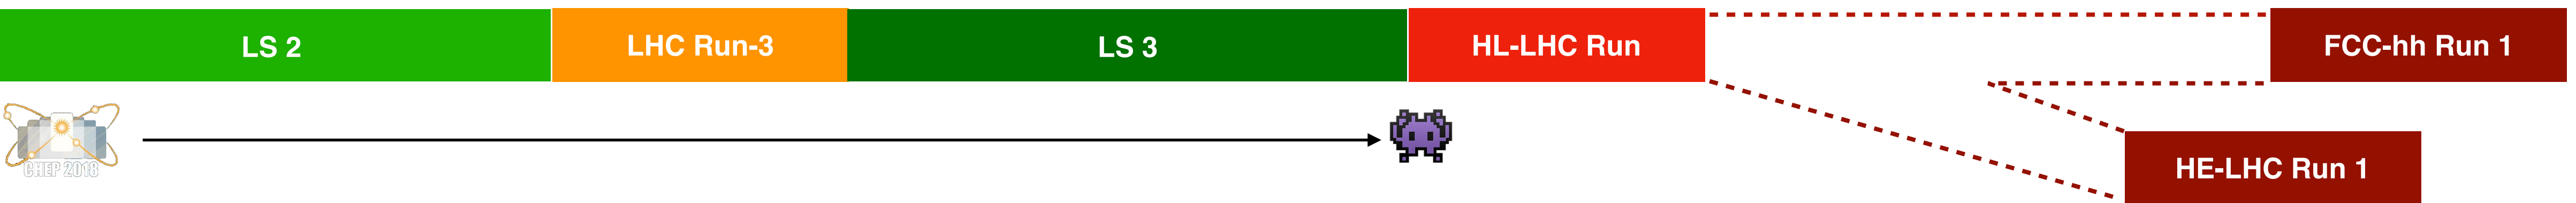 LS 2
LHC Run-3
LS 3
HL-LHC Run
FCC-hh Run 1
HE-LHC Run 1
CHEP 2018